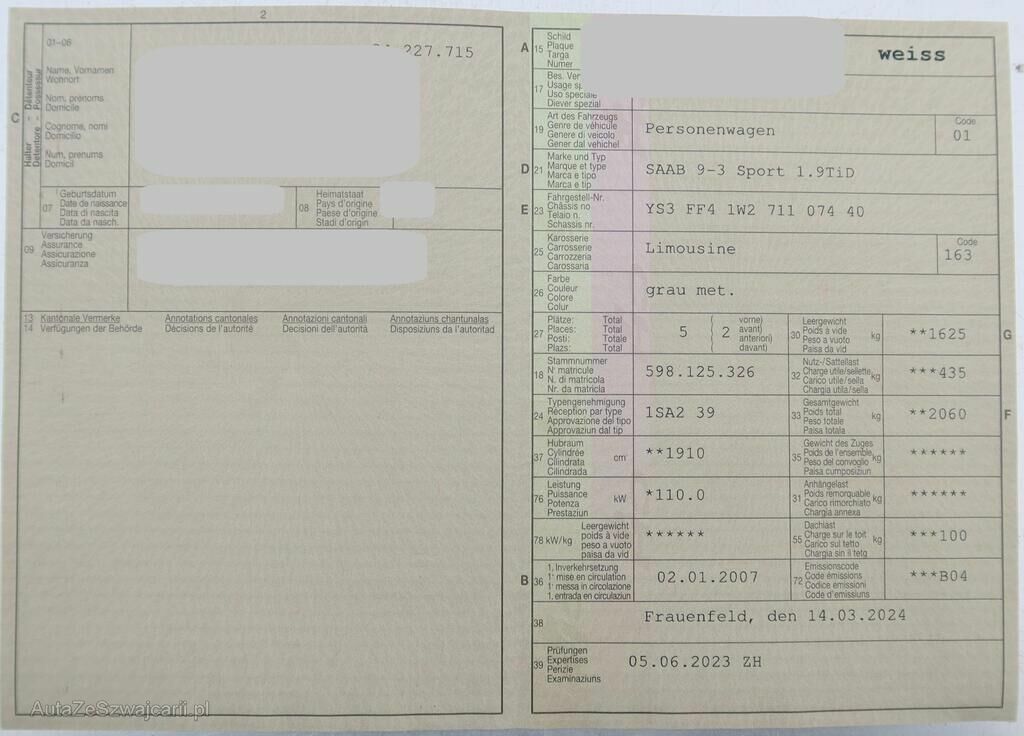 2
01-06
227.715
Halter - Détenteur
Detentore - Possessur
C
Name, Vornamen
Wohnort
Nom, prénoms
Domicile
Cognome, nomi
Domicilio
Num, prenums
Domicil
07
Geburtsdatum
Date de naissance
Data di nascita
Data da nasch.
08
Heimatstaat
Pays d'origine
Paese d'origine
Stadi d'origin
09
Versicherung
Assurance
Assicurazione
Assicuranza
13 Kantonale Vermerke Annotations cantonales Annotazioni cantonali Annotaziuns chantunalas
14 Verfügungen der Behörde Décisions de l'autorité Decisioni dell'autorità Disposiziuns da l'autoritad
A 15
Schild
Plaque
Targa
Numer
weiss
17
Bes. Ver
Usage sp
Uso speciale
Diever spezial
19
Art des Fahrzeugs
Genre de véhicule
Genere di veicolo
Gener dal vehichel
Personenwagen
Code
01
D 21
Marke und Typ
Marque et type
Marca e tipo
Marca e tip
SAAB 9-3 Sport 1.9TiD
E 23
Fahrgestell-Nr.
Châssis no
Telaio n.
Schassis nr.
YS3 FF4 1W2 711 074 40
25
Karosserie
Carrosserie
Carrozzeria
Carossaria
Limousine
Code
163
26
Farbe
Couleur
Colore
Colur
grau met.
27
Plätze: Total
Places: Total
Posti: Totale
Plazs: Total
5 ( 2
vorne)
avant)
anteriori)
davant)
30
Leergewicht
Poids à vide
Peso a vuoto
Paisa da vid
kg
**1625
G
18
Stammnummer
N° matricule
N. di matricola
Nr. da matricla
598.125.326
32
Nutz-/Sattellast
Charge utile/sellette
Carico utile/sella
Chargia utila/sella
kg
***435
24
Typengenehmigung
Réception par type
Approvazione del tipo
Approvaziun dal tip
1SA2 39
33
Gesamtgewicht
Poids total
Peso totale
Paisa totala
kg
**2060
F
37
Hubraum
Cylindrée
Cilindrata
Cilindrada
cm³
**1910
35
Gewicht des Zuges
Poids de l'ensemble
Peso del convoglio
Paisa cumposiziun
kg
******
76
Leistung
Puissance
Potenza
Prestaziun
kW
*110.0
31
Anhängelast
Poids remorquable
Carico rimorchiato
Chargia annexa
kg
******
78 kW/kg
Leergewicht
poids à vide
peso a vuoto
paisa da vid
******
55
Dachlast
Charge sur le toit
Carico sul tetto
Chargia sin il tetg
kg
***100
B 36
1. Inverkehrsetzung
1re mise en circulation
1a messa in circolazione
1. entrada en circulaziun
02.01.2007
72
Emissionscode
Code émissions
Codice emissioni
Code d'emissiuns
***B04
38
Frauenfeld, den 14.03.2024
39
Prüfungen
Expertises
Perizie
Examinaziuns
05.06.2023 ZH
AutaZeSzwajcarii.pl